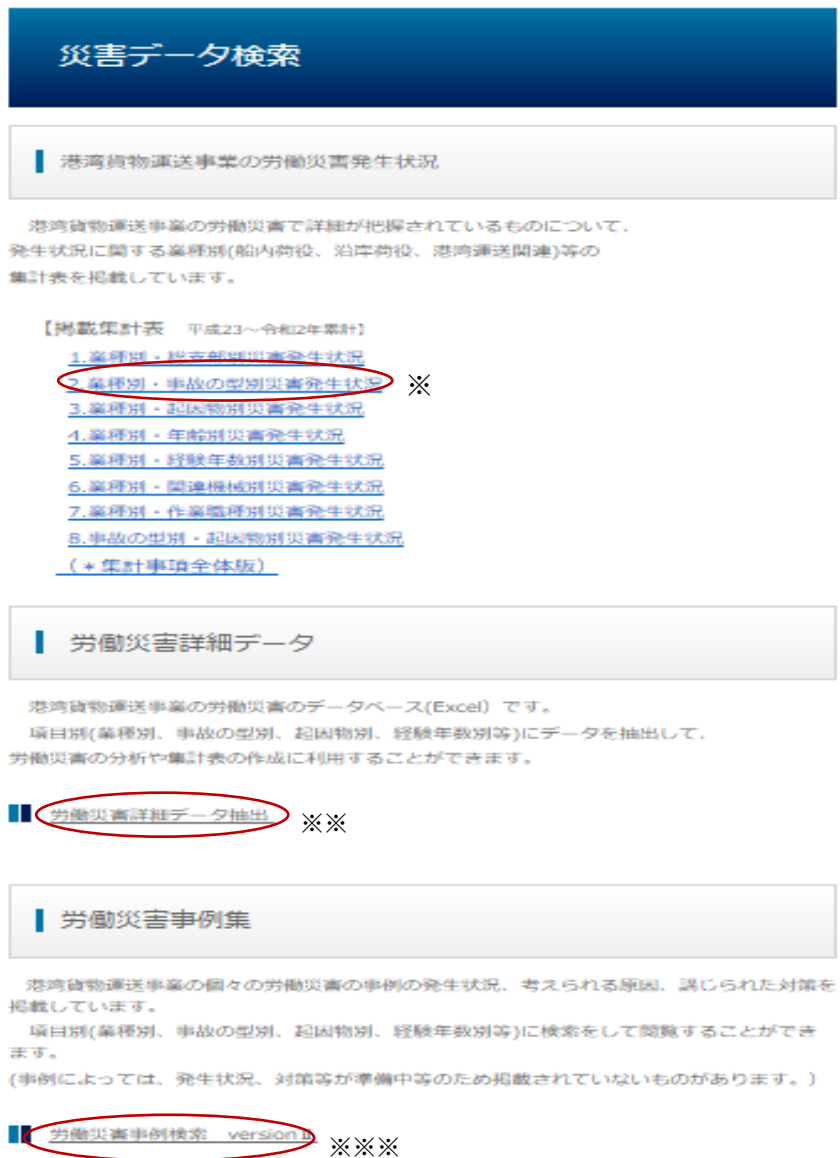 災害データ検索
港湾貨物運送事業の労働災害発生状況
港湾貨物運送事業の労働災害で詳細が把握されているものについて、
発生状況に関する業種別(船内荷役、沿岸荷役、港湾運送関連)等の
集計表を掲載しています。
【掲載集計表 平成23～令和2年累計】
1.業種別・総支部別災害発生状況
2.業種別・事故の型別災害発生状況 ※
3.業種別・起因物別災害発生状況
4.業種別・年齢別災害発生状況
5.業種別・経験年数別災害発生状況
6.業種別・関連機械別災害発生状況
7.業種別・作業職種別災害発生状況
8.事故の型別・起因物別災害発生状況
（＊集計事項全体版）
労働災害詳細データ
港湾貨物運送事業の労働災害のデータベース(Excel）です。
項目別(業種別、事故の型別、起因物別、経験年数別等)にデータを抽出して、
労働災害の分析や集計表の作成に利用することができます。
労働災害詳細データ抽出 ※※
労働災害事例集
港湾貨物運送事業の個々の労働災害の事例の発生状況、考えられる原因、講じられた対策を
掲載しています。
項目別(業種別、事故の型別、起因物別、経験年数別等)に検索をして閲覧することができ
ます。
(事例によっては、発生状況、対策等が準備中等のため掲載されていないものがあります。）
労働災害事例検索 versionⅡ ※※※